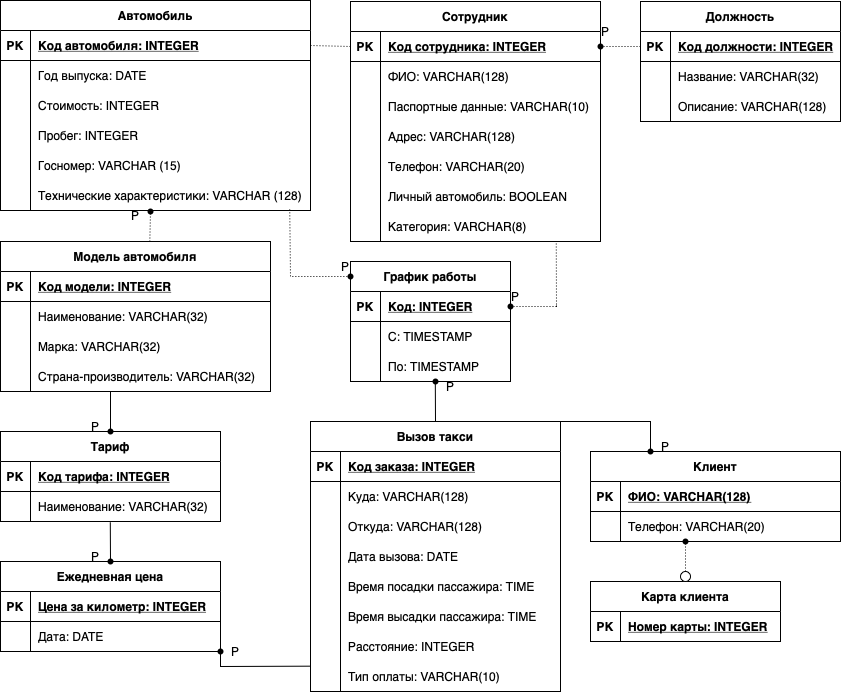 Автомобиль
PK Код автомобиля: INTEGER
Год выпуска: DATE
Стоимость: INTEGER
Пробег: INTEGER
Госномер: VARCHAR (15)
Технические характеристики: VARCHAR (128)
P
Сотрудник
PK Код сотрудника: INTEGER
ФИО: VARCHAR(128)
Паспортные данные: VARCHAR(10)
Адрес: VARCHAR(128)
Телефон: VARCHAR(20)
Личный автомобиль: BOOLEAN
Категория: VARCHAR(8)
P
Должность
PK Код должности: INTEGER
Название: VARCHAR(32)
Описание: VARCHAR(128)
Модель автомобиля
PK Код модели: INTEGER
Наименование: VARCHAR(32)
Марка: VARCHAR(32)
Страна-производитель: VARCHAR(32)
P
График работы
P
PK Код: INTEGER
С: TIMESTAMP
По: TIMESTAMP
P
P
Тариф
PK Код тарифа: INTEGER
Наименование: VARCHAR(32)
P
Ежедневная цена
PK Цена за километр: INTEGER
Дата: DATE
P
Вызов такси
PK Код заказа: INTEGER
Куда: VARCHAR(128)
Откуда: VARCHAR(128)
Дата вызова: DATE
Время посадки пассажира: TIME
Время высадки пассажира: TIME
Расстояние: INTEGER
Тип оплаты: VARCHAR(10)
P
Клиент
PK ФИО: VARCHAR(128)
Телефон: VARCHAR(20)
Карта клиента
PK Номер карты: INTEGER